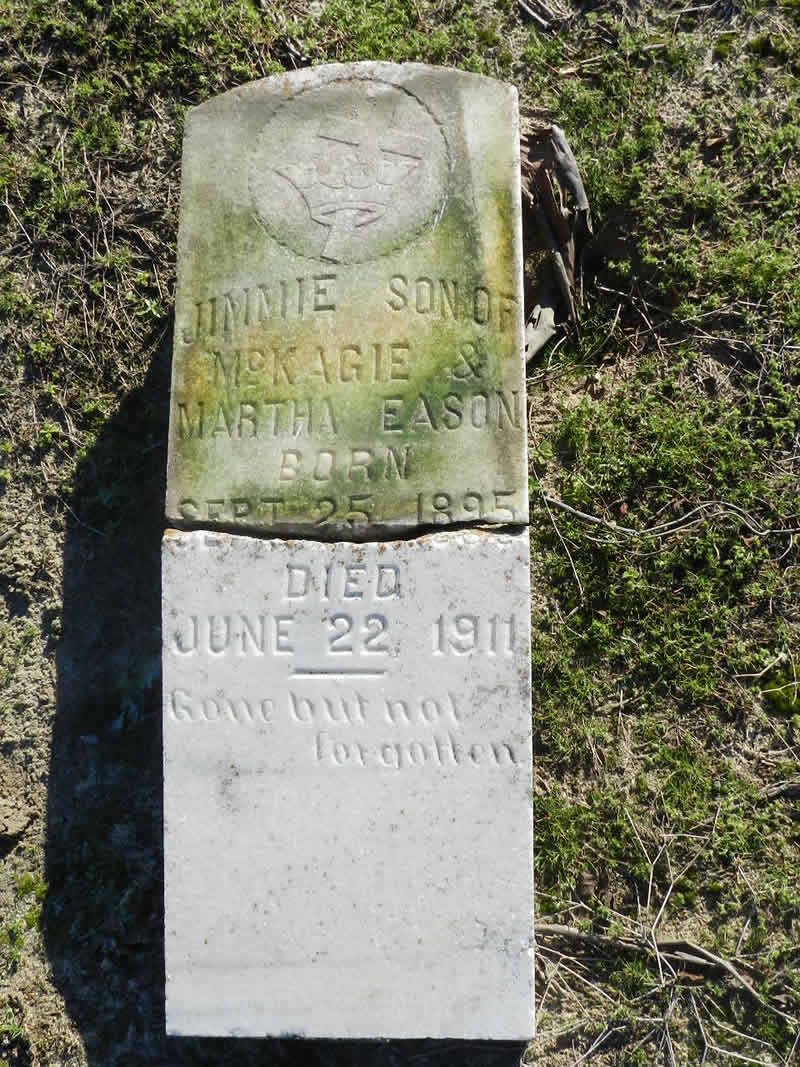 JIMMIE SON OF
McKAGIE &
MARTHA EASON
BORN
SEPT. 25, 1895
DIED
JUNE 22, 1911
Gone but not
forgotten